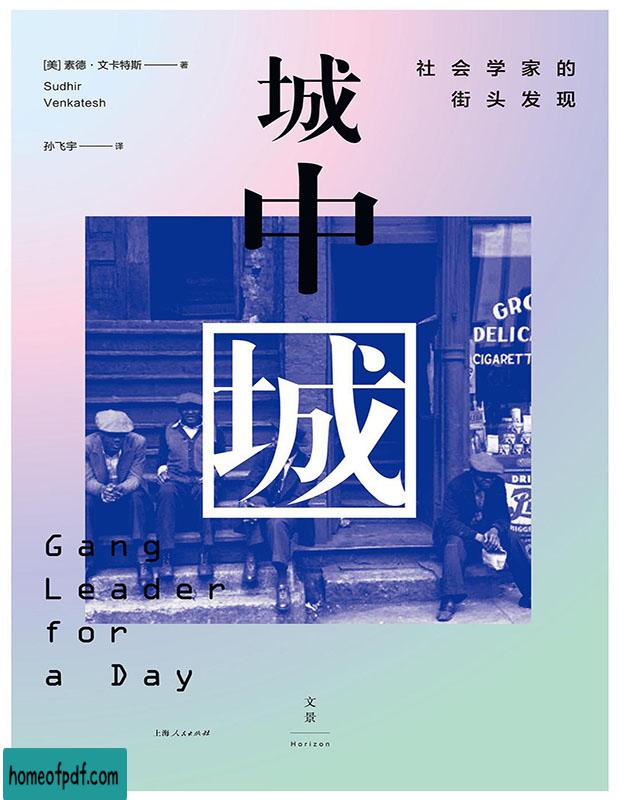 [美] 素德·文卡特斯——著
Sudhir
Venkatesh
孙飞宇——译
社会学家的
街头发现
城
中
城
GRO
DELIC
CIGARETT
DRI
Gang
Leader
for
a Day
上海人民出版社
文
景
Horizon
homeofpdf.com